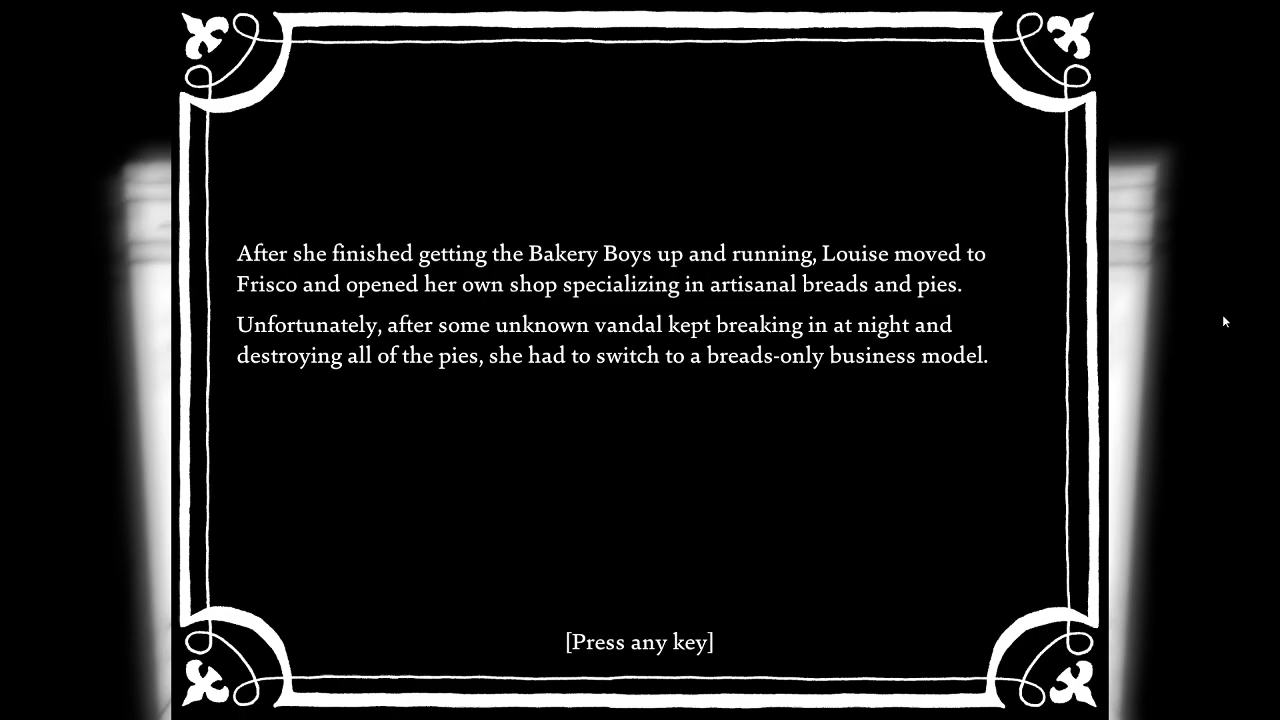 After she finished getting the Bakery Boys up and running, Louise moved to
Frisco and opened her own shop specializing in artisanal breads and pies.
Unfortunately, after some unknown vandal kept breaking in at night and
destroying all of the pies, she had to switch to a breads-only business model.
[Press any key]